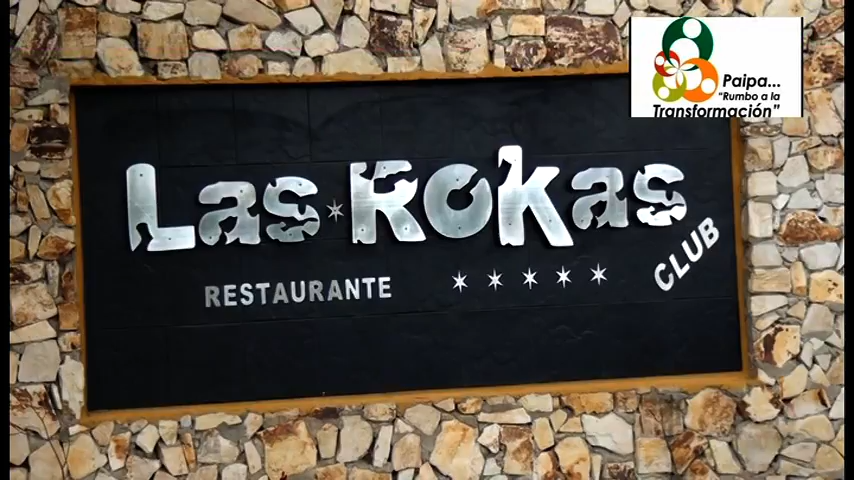 Las Rokas
CLUB
RESTAURANTE
Paipa...
"Rumbo a la
Transformación"